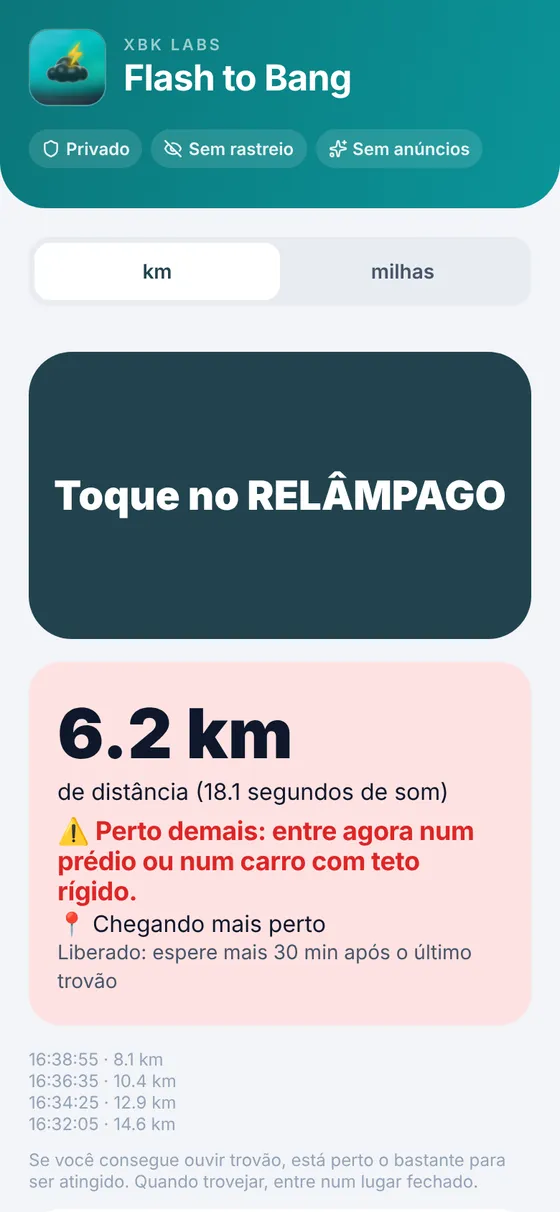 XBK LABS
Flash to Bang
Privado
Sem rastreio
Sem anúncios
km
milhas
Toque no RELÂMPAGO
6.2 km
de distância (18.1 segundos de som)
⚠️ Perto demais: entre agora num
prédio ou num carro com teto
rígido.
📍 Chegando mais perto
Liberado: espere mais 30 min após o último
trovão
16:38:55 · 8.1 km
16:36:35 · 10.4 km
16:34:25 · 12.9 km
16:32:05 · 14.6 km
Se você consegue ouvir trovão, está perto o bastante para
ser atingido. Quando trovejar, entre num lugar fechado.